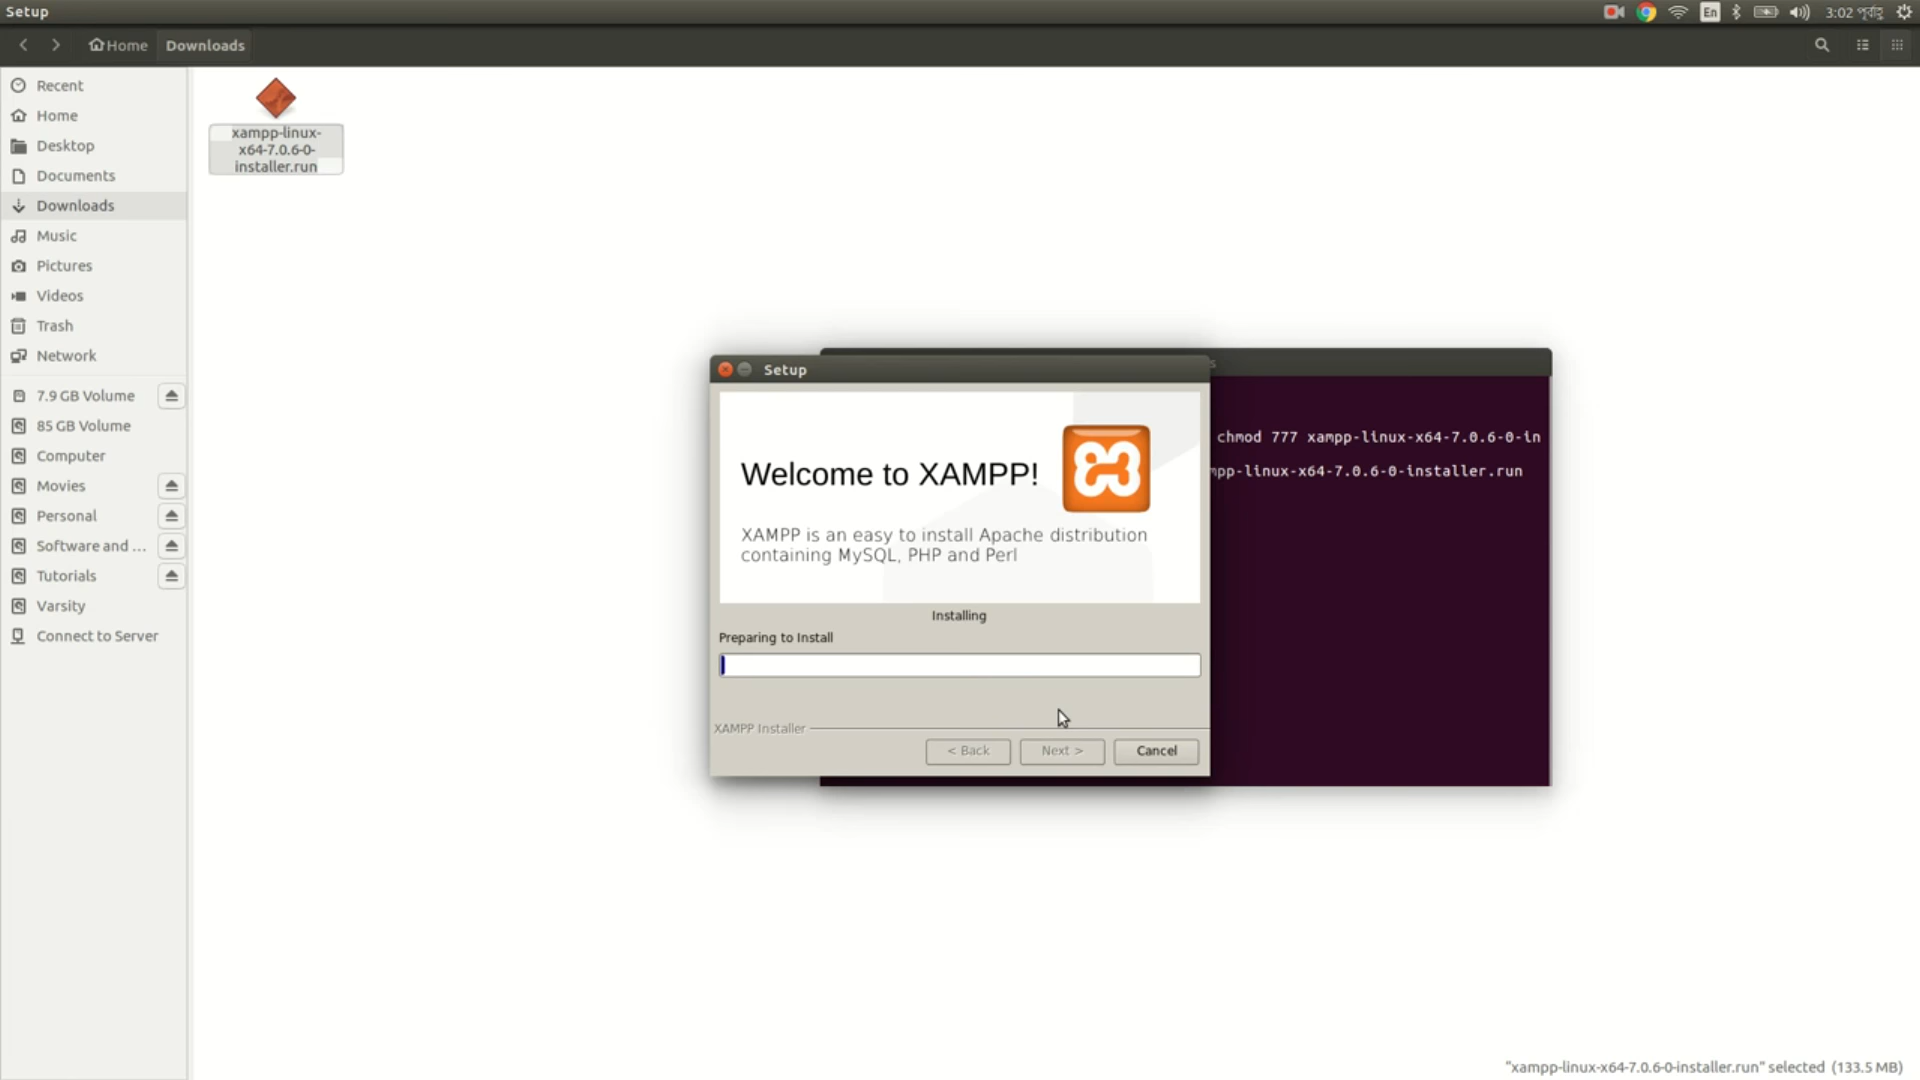 Setup
En
3:02 পূর্বাহ্ণ
Home
Downloads
Recent
Home
Desktop
Documents
Downloads
Music
Pictures
Videos
Trash
Network
7.9 GB Volume
85 GB Volume
Computer
Movies
Personal
Software and ...
Tutorials
Varsity
Connect to Server
xampp-linux-
x64-7.0.6-0-
installer.run
Setup
s
Welcome to XAMPP!
XAMPP is an easy to install Apache distribution
containing MySQL, PHP and Perl
Installing
Preparing to Install
XAMPP Installer
< Back
Next >
Cancel
chmod 777 xampp-linux-x64-7.0.6-0-in
mpp-linux-x64-7.0.6-0-installer.run
"xampp-linux-x64-7.0.6-0-installer.run" selected (133.5 MB)